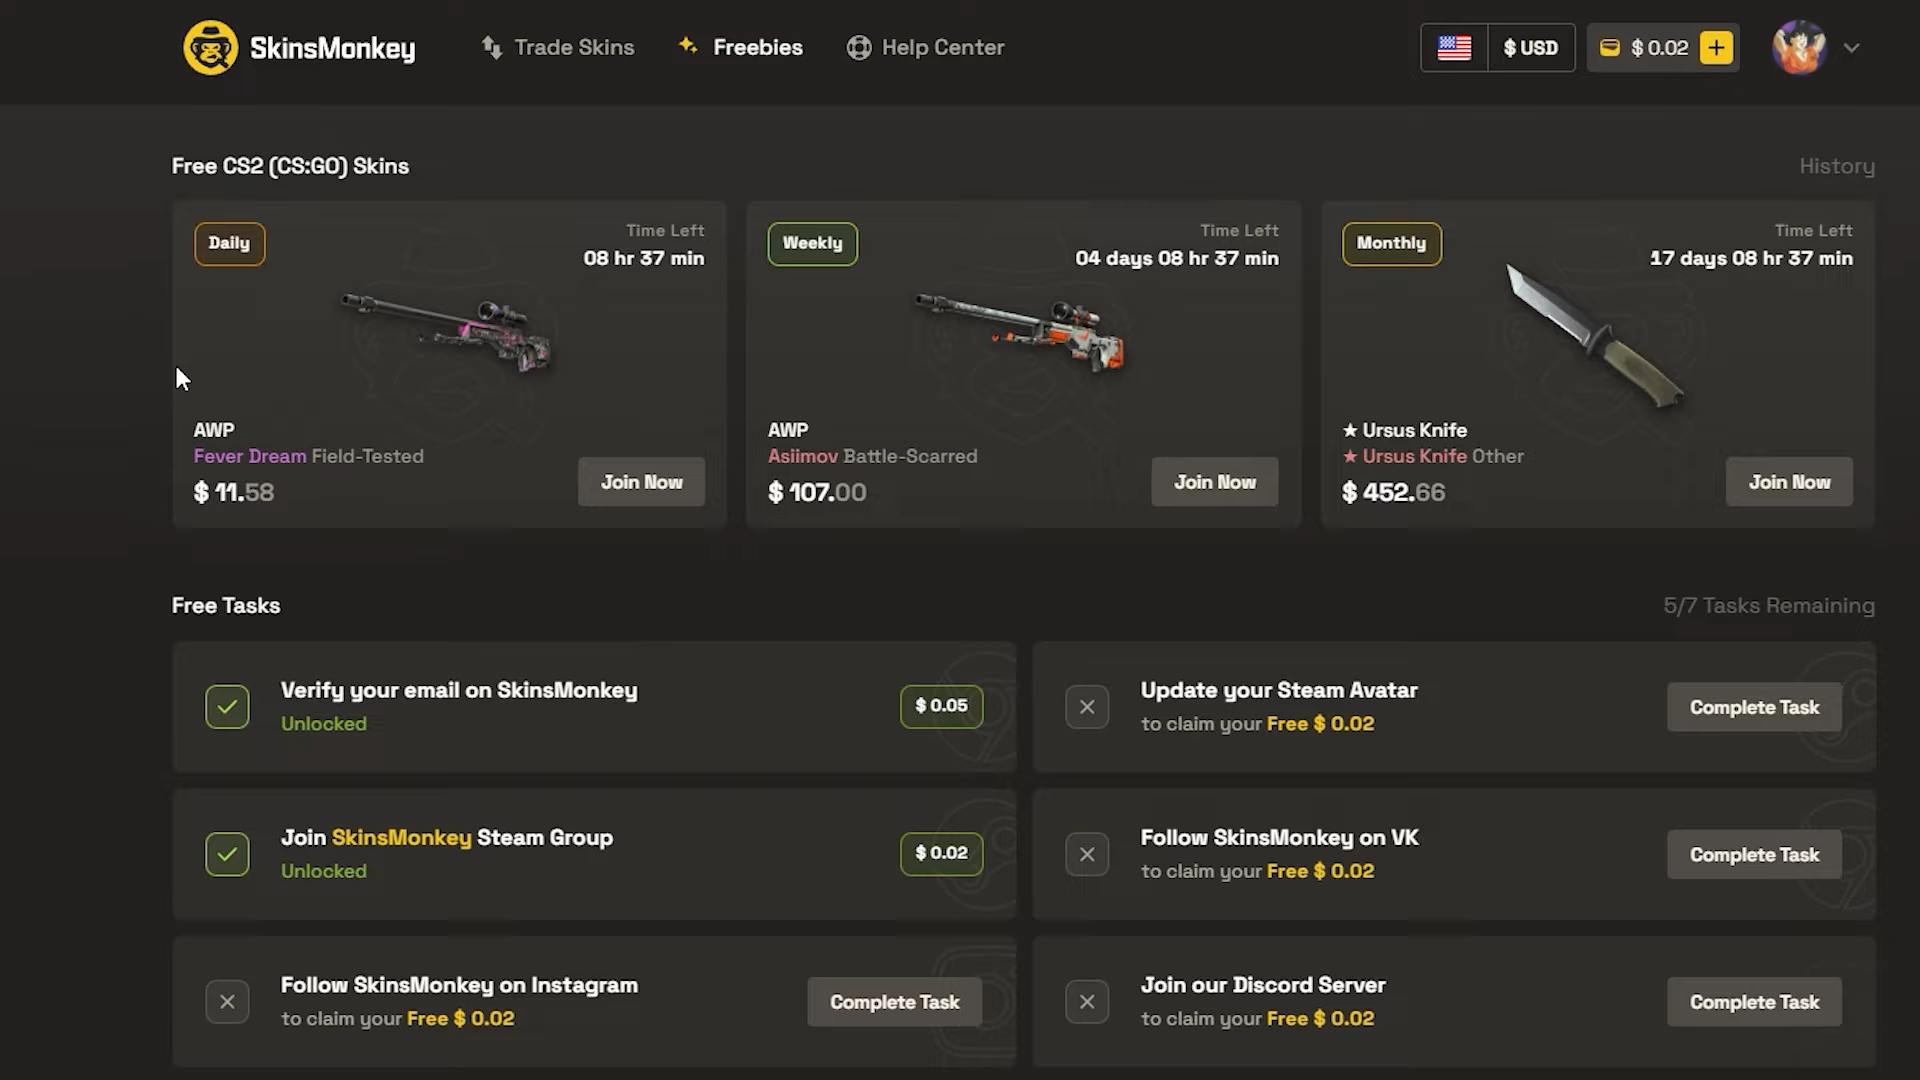 SkinsMonkey
Trade Skins
Freebies
Help Center
$ USD
$ 0.02
Free CS2 (CS:GO) Skins
History
Daily
Time Left
08 hr 37 min
AWP
Fever Dream Field-Tested
$ 11.58
Join Now
Weekly
Time Left
04 days 08 hr 37 min
AWP
Asiimov Battle-Scarred
$ 107.00
Join Now
Monthly
Time Left
17 days 08 hr 37 min
★ Ursus Knife
★ Ursus Knife Other
$ 452.66
Join Now
Free Tasks
5/7 Tasks Remaining
Verify your email on SkinsMonkey
Unlocked
$ 0.05
Update your Steam Avatar
to claim your Free $ 0.02
Complete Task
Join SkinsMonkey Steam Group
Unlocked
$ 0.02
Follow SkinsMonkey on VK
to claim your Free $ 0.02
Complete Task
Follow SkinsMonkey on Instagram
to claim your Free $ 0.02
Complete Task
Join our Discord Server
to claim your Free $ 0.02
Complete Task